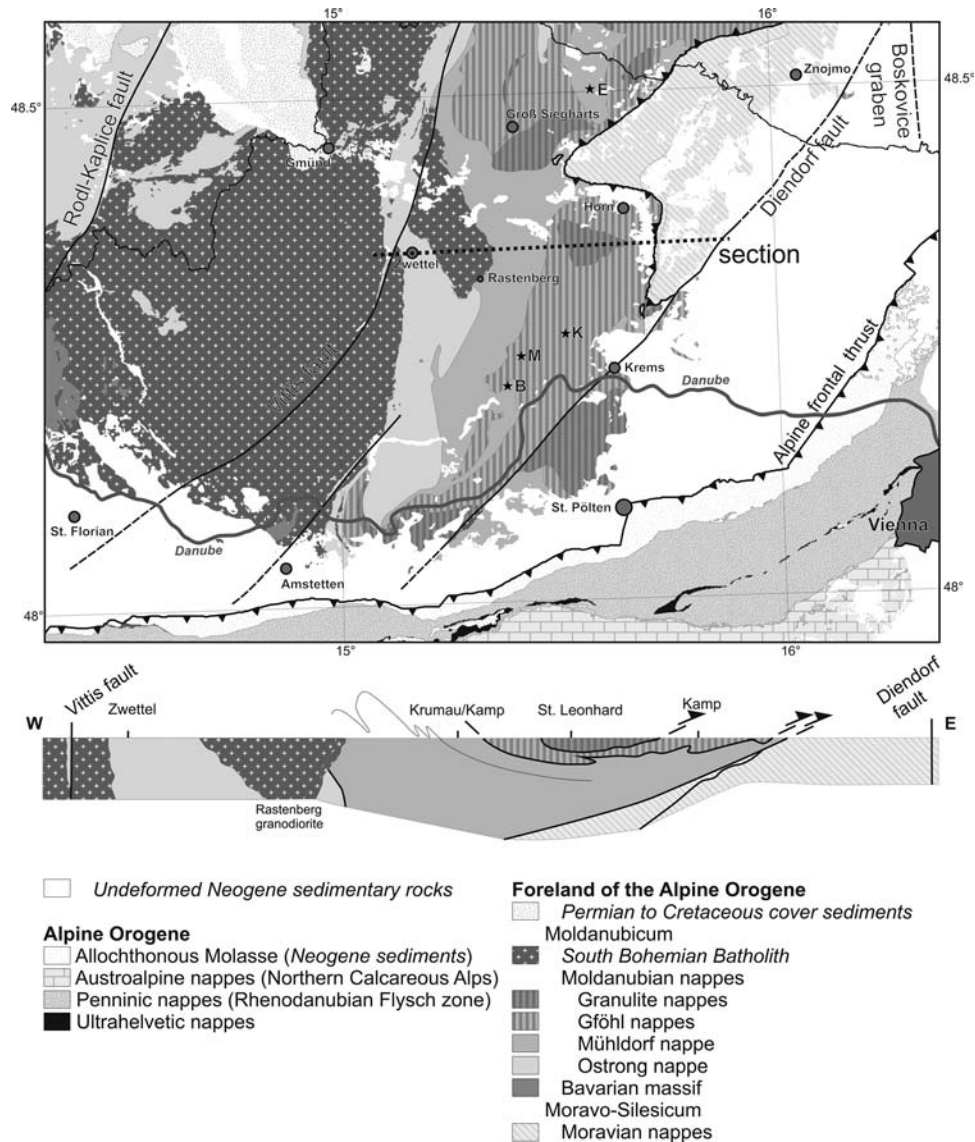 15°
16°
48.5°
48.5°
Rodl-Kaplice fault
Gmünd
Groß Siegharts
E
Znojmo
Boskovice
graben
Diendorf fault
Horn
section
Zwettel
Rastenberg
K
M
B
Krems
Vitis fault
Danube
Alpine frontal thrust
St. Florian
Danube
St. Pölten
Vienna
Amstetten
48°
48°
15°
16°
Vittis fault
Diendorf
fault
W
Zwettel
Krumau/Kamp
St. Leonhard
Kamp
E
Rastenberg
granodiorite
Undeformed Neogene sedimentary rocks
Alpine Orogene
Allochthonous Molasse (Neogene sediments)
Austroalpine nappes (Northern Calcareous Alps)
Penninic nappes (Rhenodanubian Flysch zone)
Ultrahelvetic nappes
Foreland of the Alpine Orogene
Permian to Cretaceous cover sediments
Moldanubicum
South Bohemian Batholith
Moldanubian nappes
Granulite nappes
Gföhl nappes
Mühldorf nappe
Ostrong nappe
Bavarian massif
Moravo-Silesicum
Moravian nappes